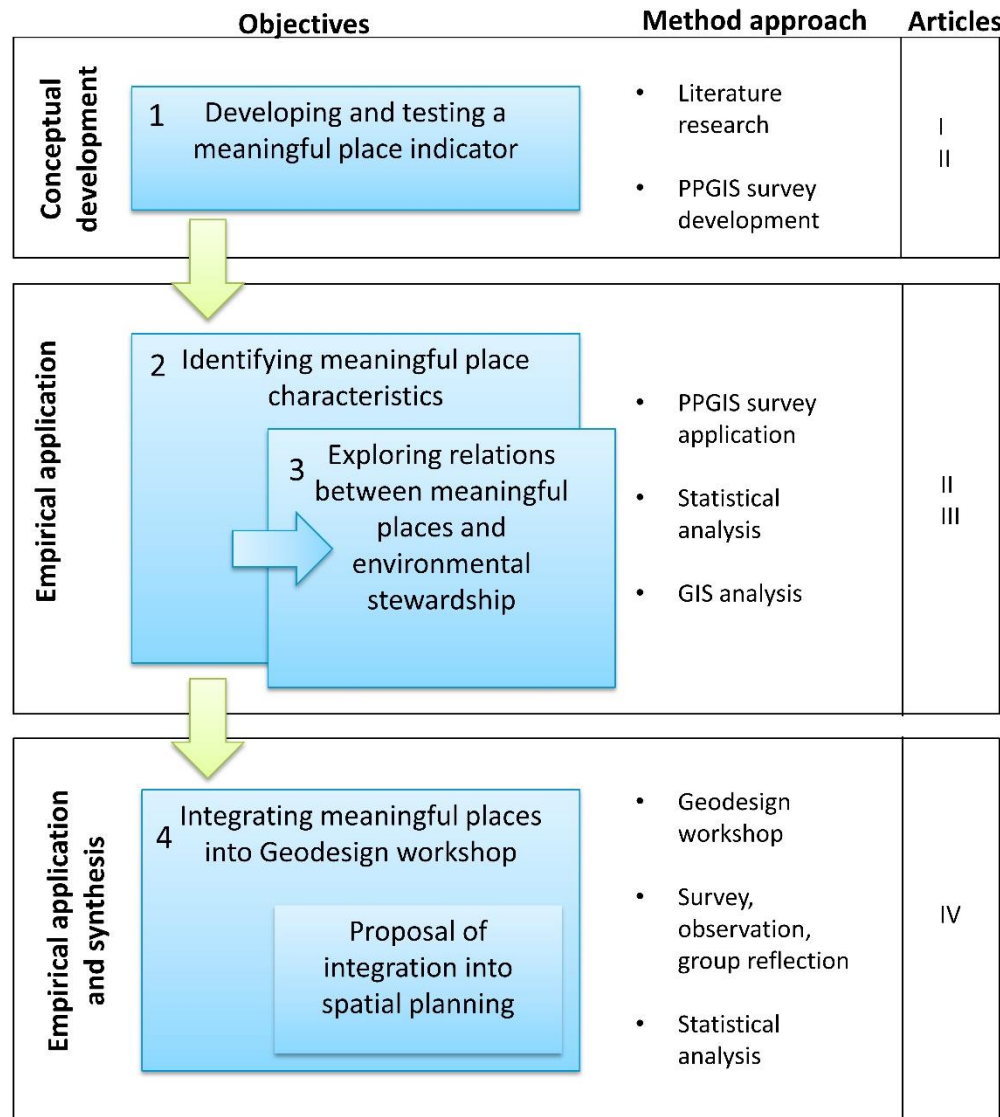 Objectives
Method approach
Articles
Conceptual
development
1
Developing and testing a
meaningful place indicator
• Literature
research
• PPGIS survey
development
I
II
Empirical application
2
Identifying meaningful place
characteristics
3
Exploring relations
between meaningful
places and
environmental
stewardship
• PPGIS survey
application
• Statistical
analysis
• GIS analysis
II
III
Empirical application
and synthesis
4
Integrating meaningful places
into Geodesign workshop
Proposal of
integration into
spatial planning
• Geodesign
workshop
• Survey,
observation,
group reflection
• Statistical
analysis
IV